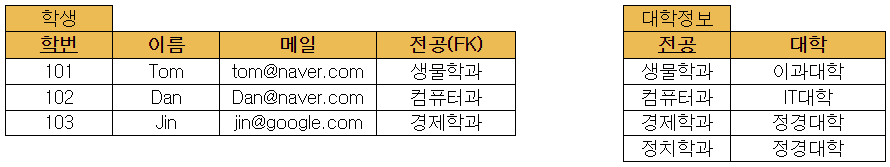 학생 대학정보
학번 이름 메일 전공(FK) 전공 대학
101 Tom tom@naver.com 생물학과 생물학과 이과대학
102 Dan Dan@naver.com 컴퓨터과 컴퓨터과 IT대학
103 Jin jin@google.com 경제학과 경제학과 정경대학
정치학과 정경대학